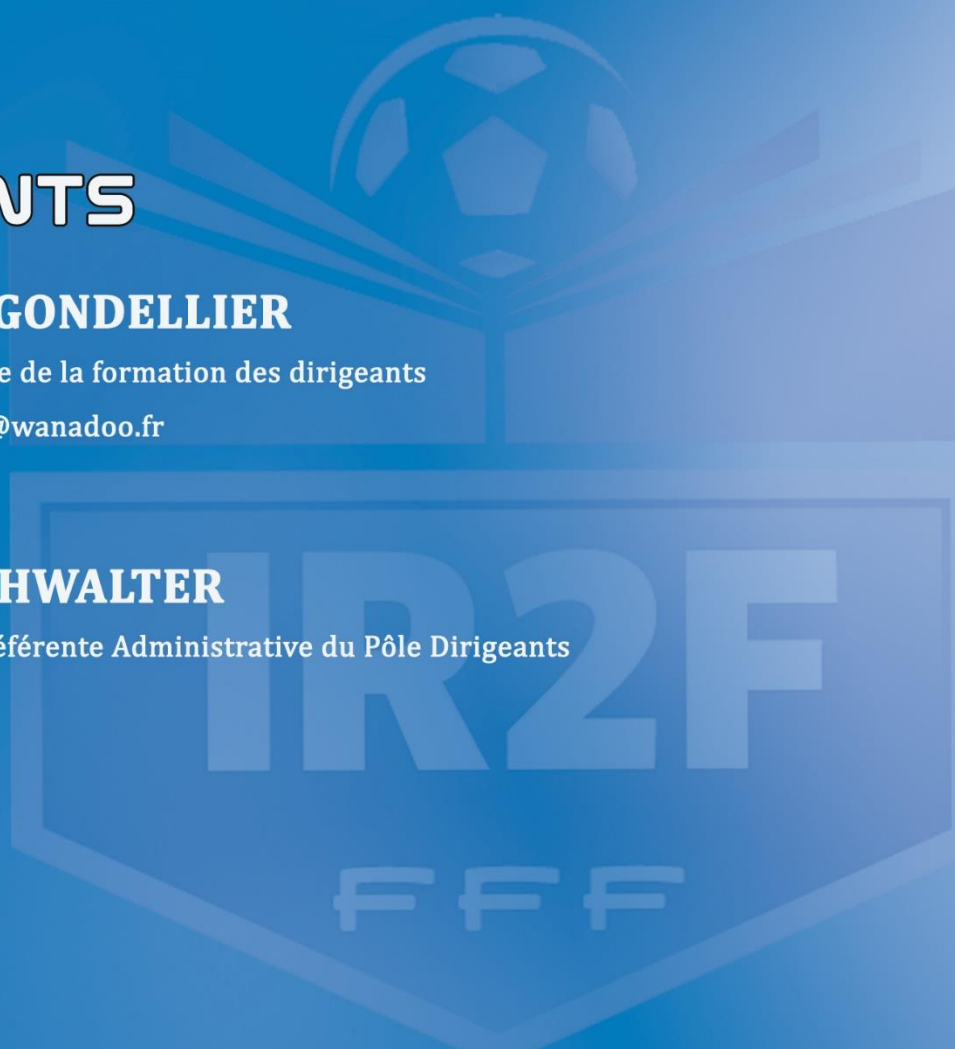 NTS
GONDELLIER
e de la formation des dirigeants
@wanadoo.fr
HWALTER
éférente Administrative du Pôle Dirigeants
IR2F
FFF